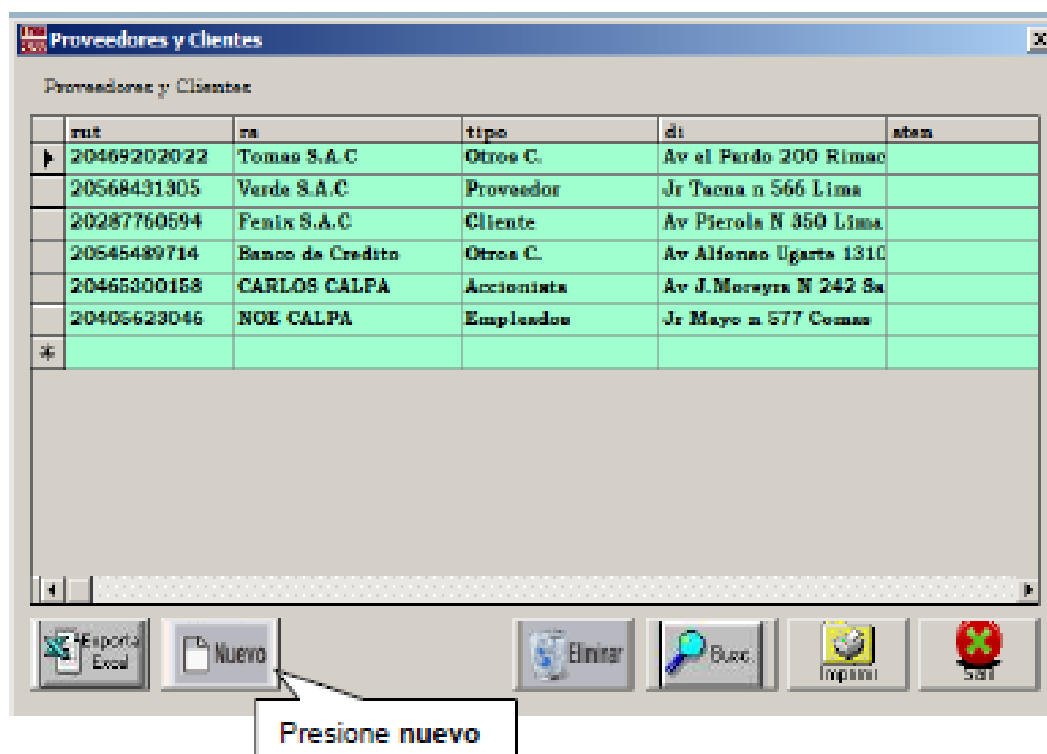 Proveedores y Clientes
Proveedores y Clientes
rut rs tipo di aten
20469202022 Tomas S.A.C Otros C. Av el Pardo 200 Rimac
20568431305 Verde S.A.C Proveedor Jr Tacna n 566 Lima
20287760594 Fenix S.A.C Cliente Av Pierola N 350 Lima
20545489714 Banco de Credito Otros C. Av Alfonso Ugarte 1310
20465300158 CARLOS CALPA Accionista Av J.Moreyra N 242 Sa
20405623046 NOE CALPA Empleados Jr Mayo n 577 Comas
Exporta Excel Nuevo Eliminar Busc. Imprimir Salir
Presione nuevo